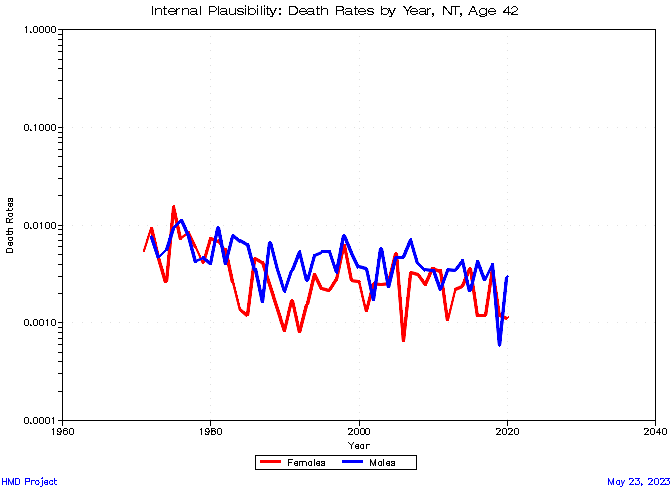 Internal Plausibility: Death Rates by Year, NT, Age 42
1.0000
0.1000
0.0100
0.0010
0.0001
Death Rates
1960 1980 2000 2020 2040
Year
Females Males
HMD Project May 23, 2023